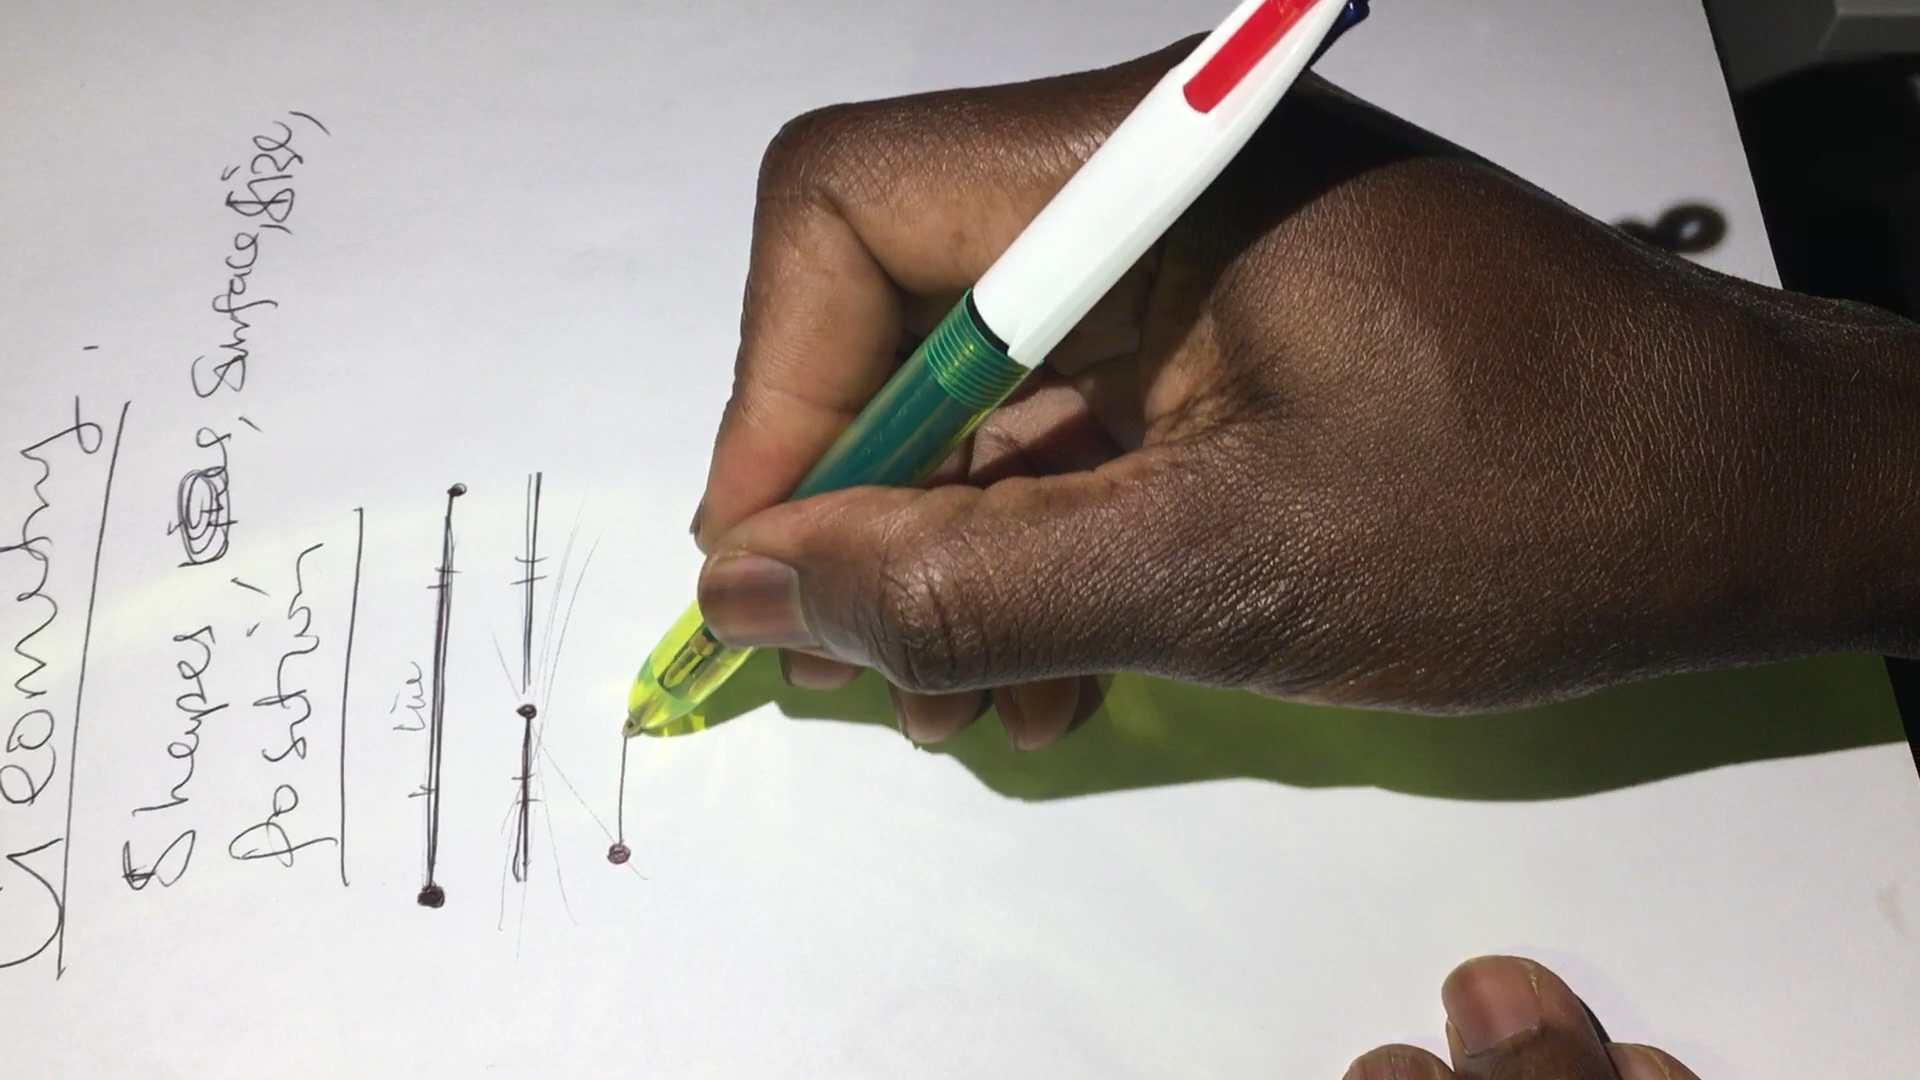 Geometry.
Shapes, Surface, Size,
Position
Line